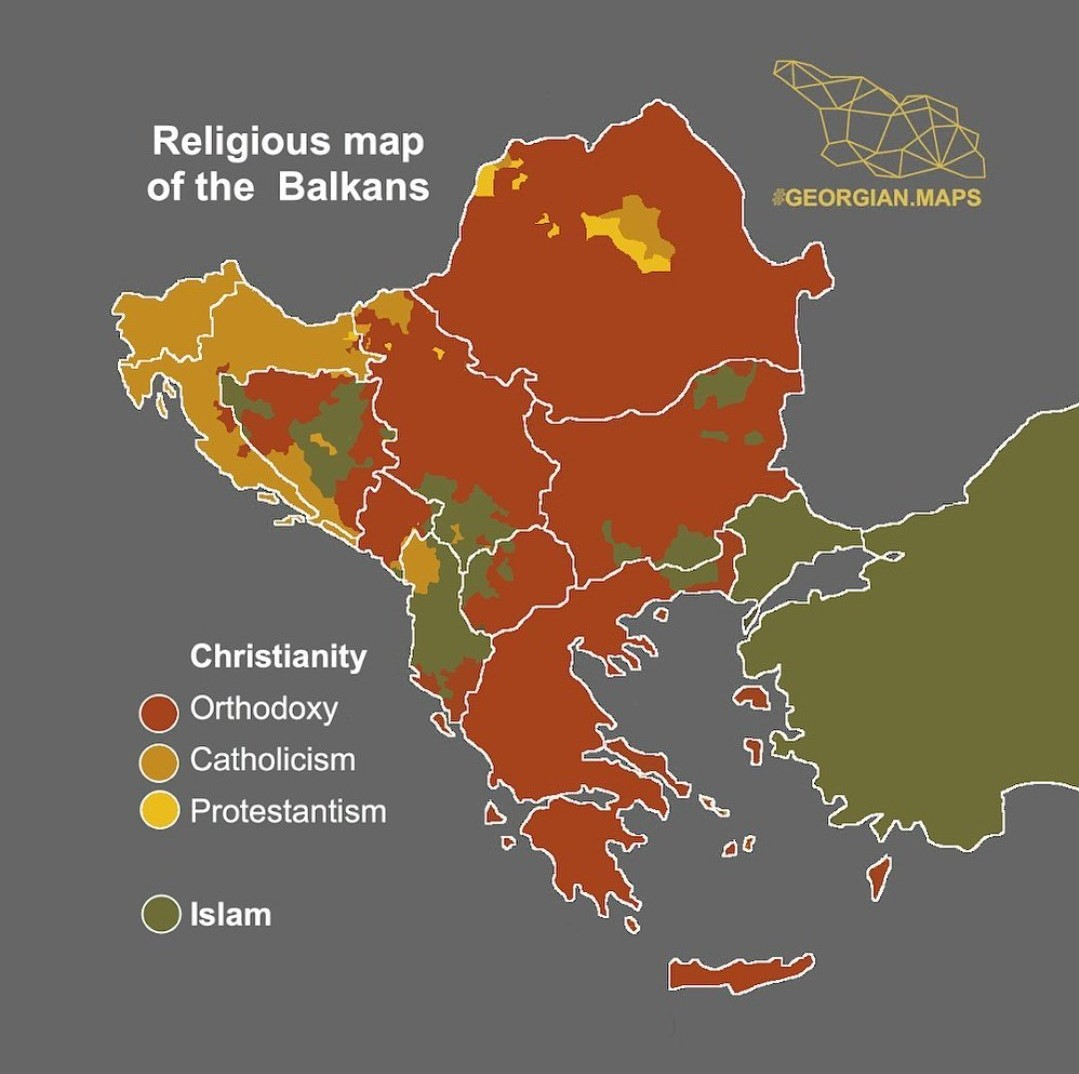 Religious map
of the  Balkans
#GEORGIAN.MAPS
Christianity
Orthodoxy
Catholicism
Protestantism
Islam